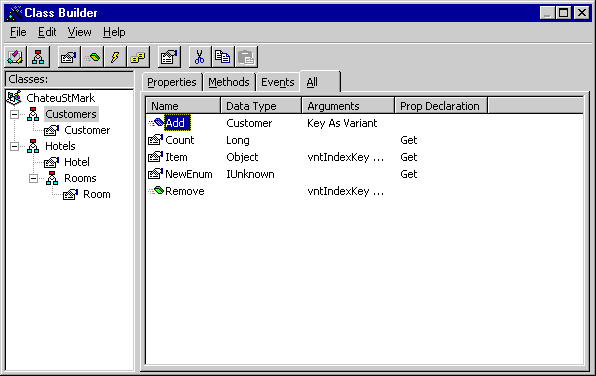 Class Builder
File Edit View Help
Classes:
ChateuStMark
Customers
Customer
Hotels
Hotel
Rooms
Room
Properties Methods Events All
Name Data Type Arguments Prop Declaration
Add Customer Key As Variant
Count Long Get
Item Object vntIndexKey ... Get
NewEnum IUnknown Get
Remove vntIndexKey ...